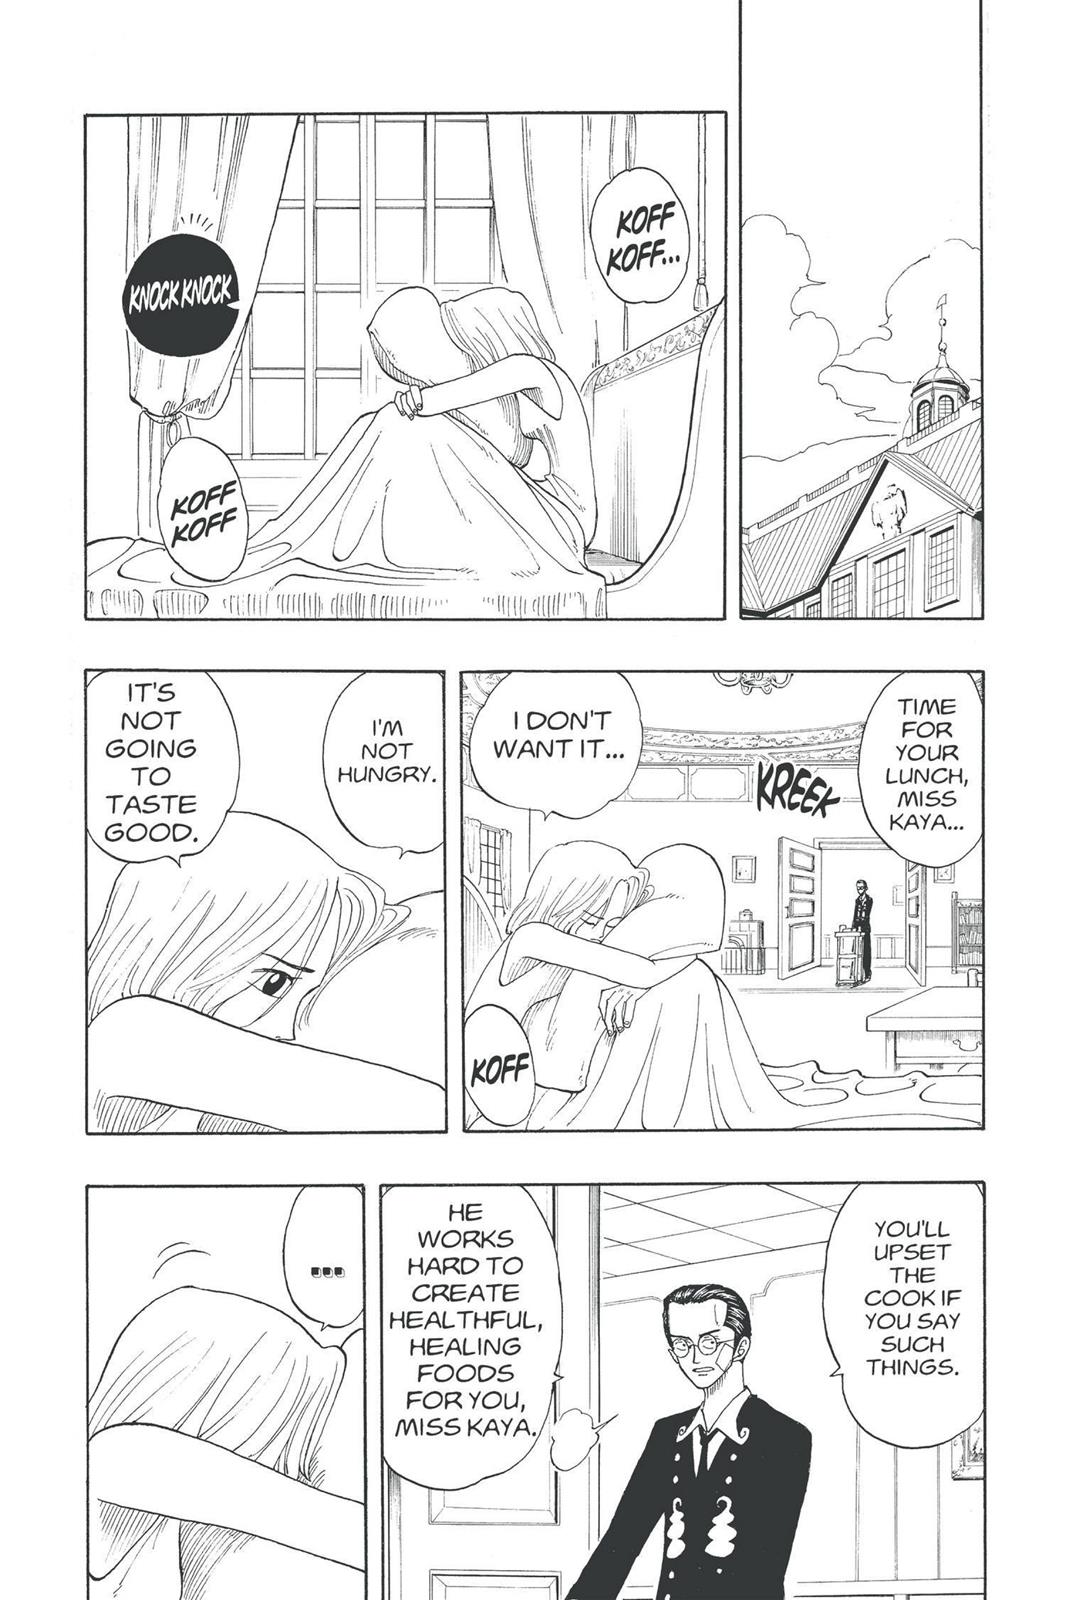 KOFF
KOFF...
KNOCK KNOCK
KOFF
KOFF
TIME
FOR
YOUR
LUNCH,
MISS
KAYA...
KREEK
I DON'T
WANT IT...
KOFF
I'M
NOT
HUNGRY.
IT'S
NOT
GOING
TO
TASTE
GOOD.
YOU'LL
UPSET
THE
COOK IF
YOU SAY
SUCH
THINGS.
HE
WORKS
HARD TO
CREATE
HEALTHFUL,
HEALING
FOODS
FOR YOU,
MISS KAYA.
...